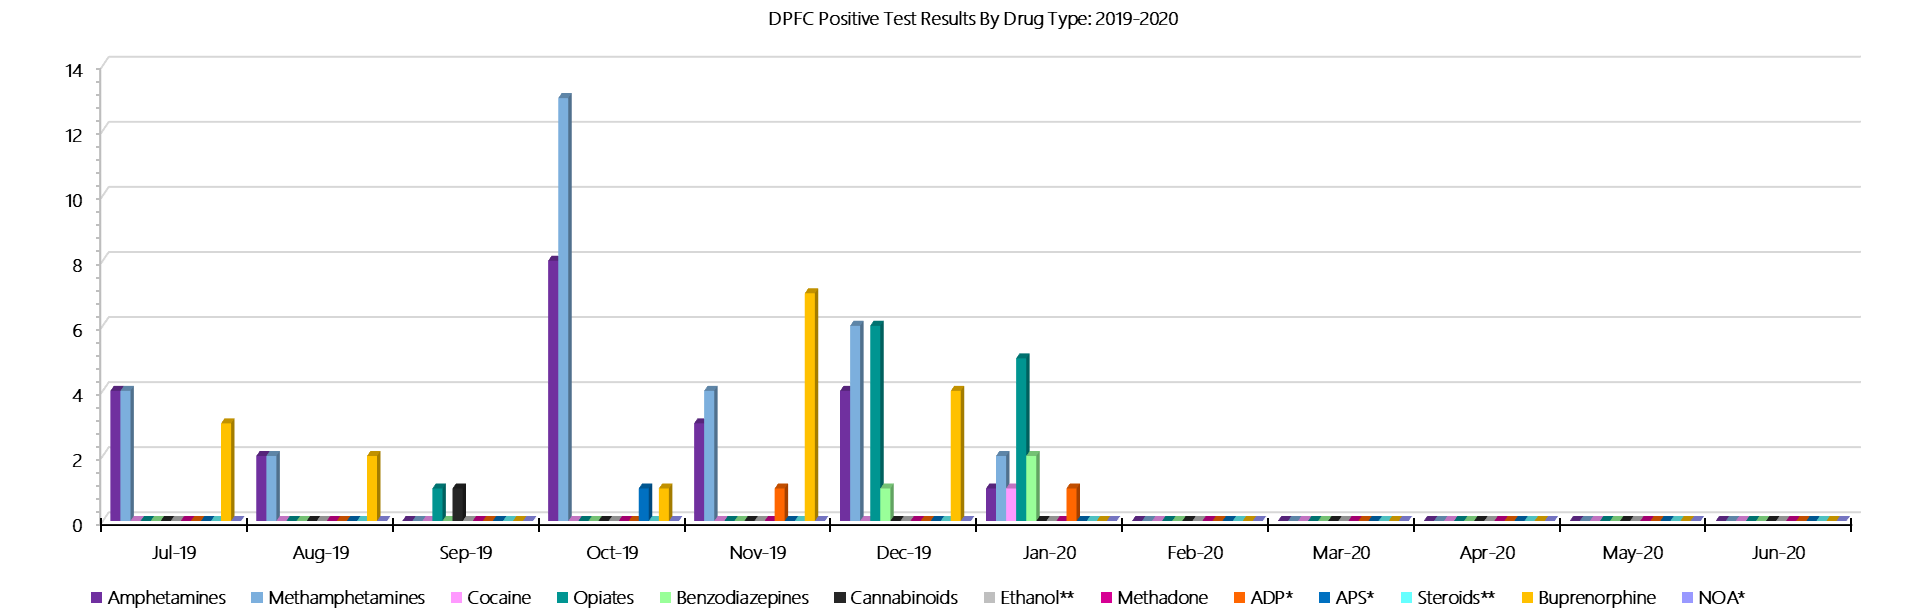 DPFC Positive Test Results By Drug Type: 2019-2020
14
12
10
8
6
4
2
0
Jul-19 Aug-19 Sep-19 Oct-19 Nov-19 Dec-19 Jan-20 Feb-20 Mar-20 Apr-20 May-20 Jun-20
Amphetamines Methamphetamines Cocaine Opiates Benzodiazepines Cannabinoids Ethanol** Methadone ADP* APS* Steroids** Buprenorphine NOA*